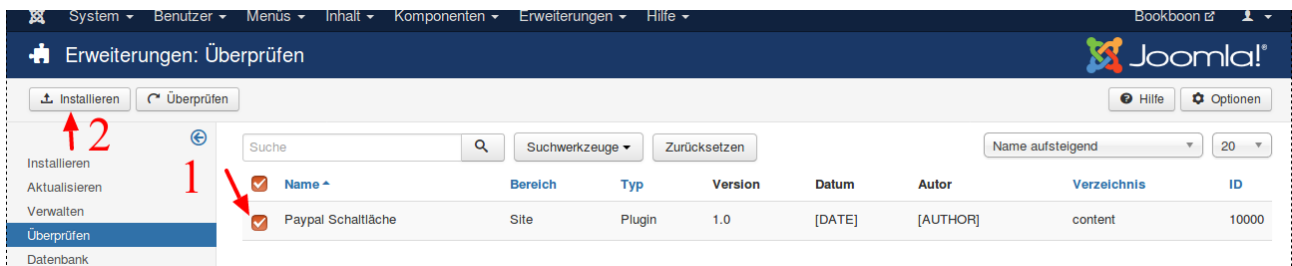 System Benutzer Menüs Inhalt Komponenten Erweiterungen Hilfe Bookboon
Erweiterungen: Überprüfen Joomla!®
Installieren Überprüfen Hilfe Optionen
2
1
Suche Suchwerkzeuge Zurücksetzen Name aufsteigend 20
Installieren
Aktualisieren
Verwalten
Überprüfen
Datenbank
Name Bereich Typ Version Datum Autor Verzeichnis ID
Paypal Schaltläche Site Plugin 1.0 [DATE] [AUTHOR] content 10000